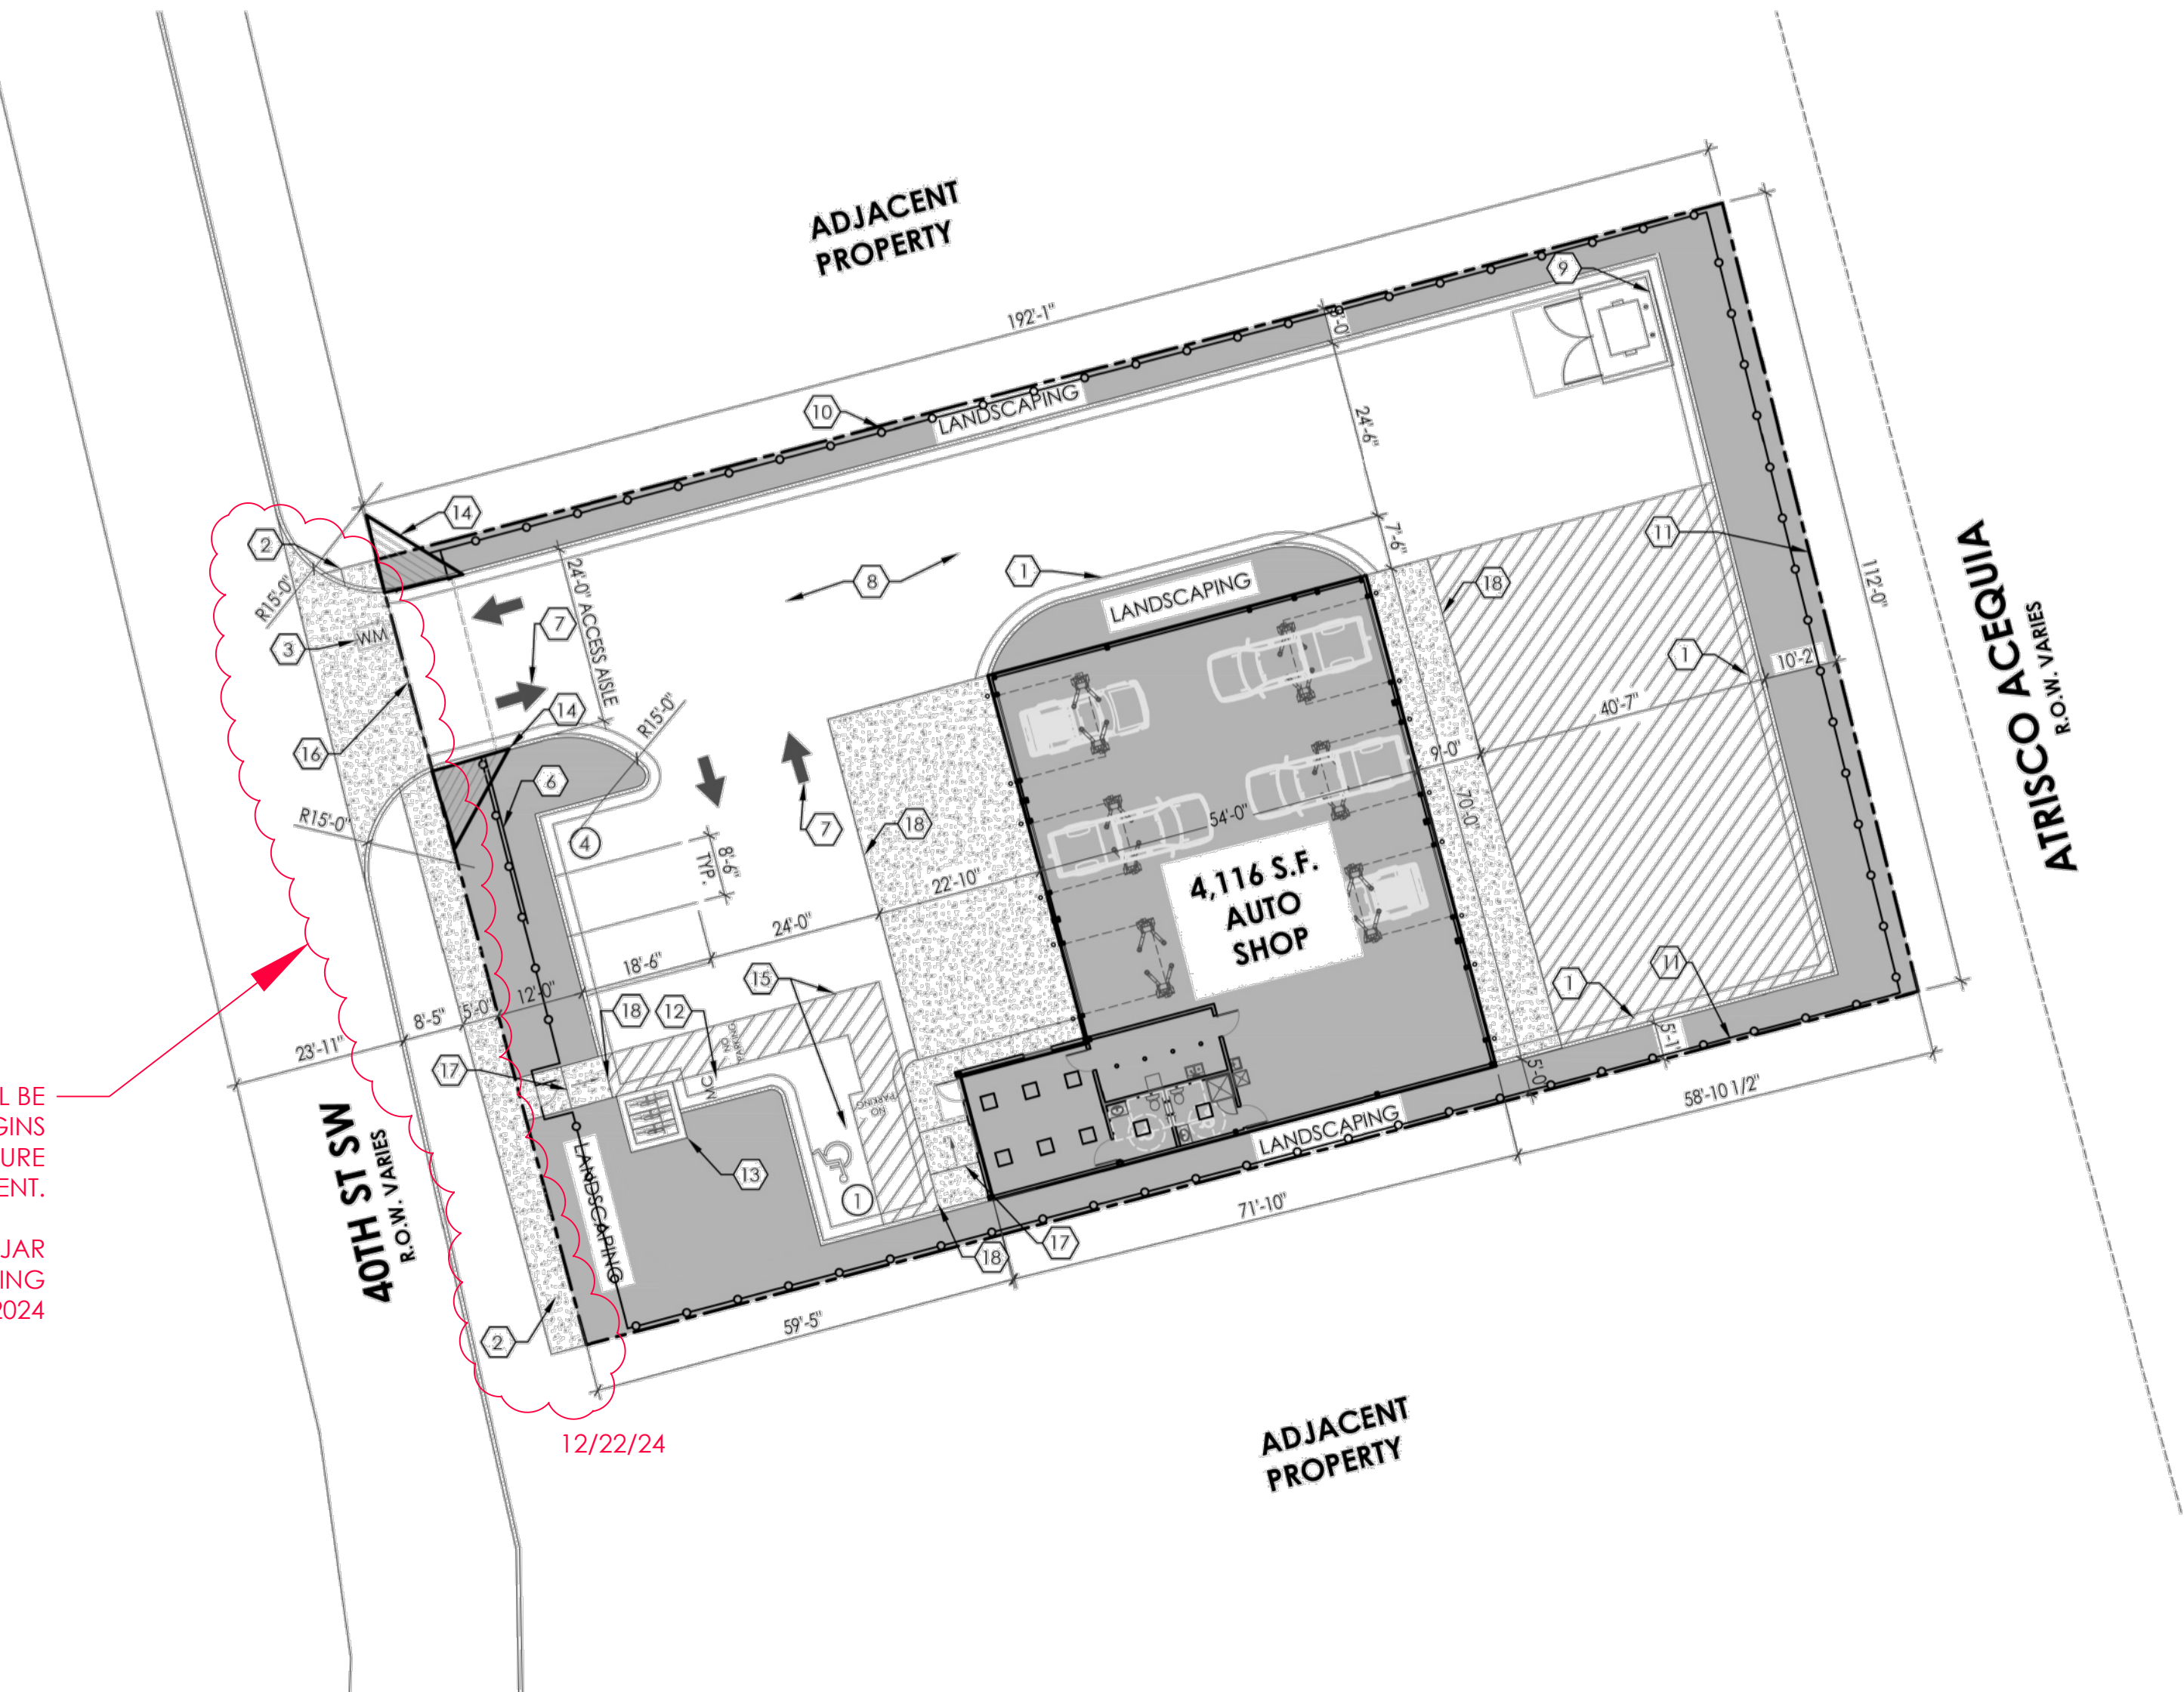 ADJACENT
PROPERTY
192'-1"
9
10
LANDSCAPING
24'-6"
14
2
R15'-0"
24'-0" ACCESS AISLE
8
1
7'-6"
LANDSCAPING
18
11
112'-0"
ATRISCO ACEQUIA
R.O.W. VARIES
3
WM
7
14
R15'-0"
16
6
1
10'-2"
40'-7"
9'-0"
70'-0"
R15'-0"
4
8'-6"
TYP.
7
18
22'-10"
54'-0"
4,116 S.F.
AUTO
SHOP
24'-0"
18'-6"
12'-0"
5'-0"
8'-5"
23'-11"
15
18
12
NO
PARKING
MC
1
11
5'-1"
5'-0"
17
L BE
GINS
URE
ENT.
JAR
ING
2024
40TH ST SW
R.O.W. VARIES
LANDSCAPING
13
NO
PARKING
1
LANDSCAPING
58'-10 1/2"
71'-10"
17
18
59'-5"
2
12/22/24
ADJACENT
PROPERTY